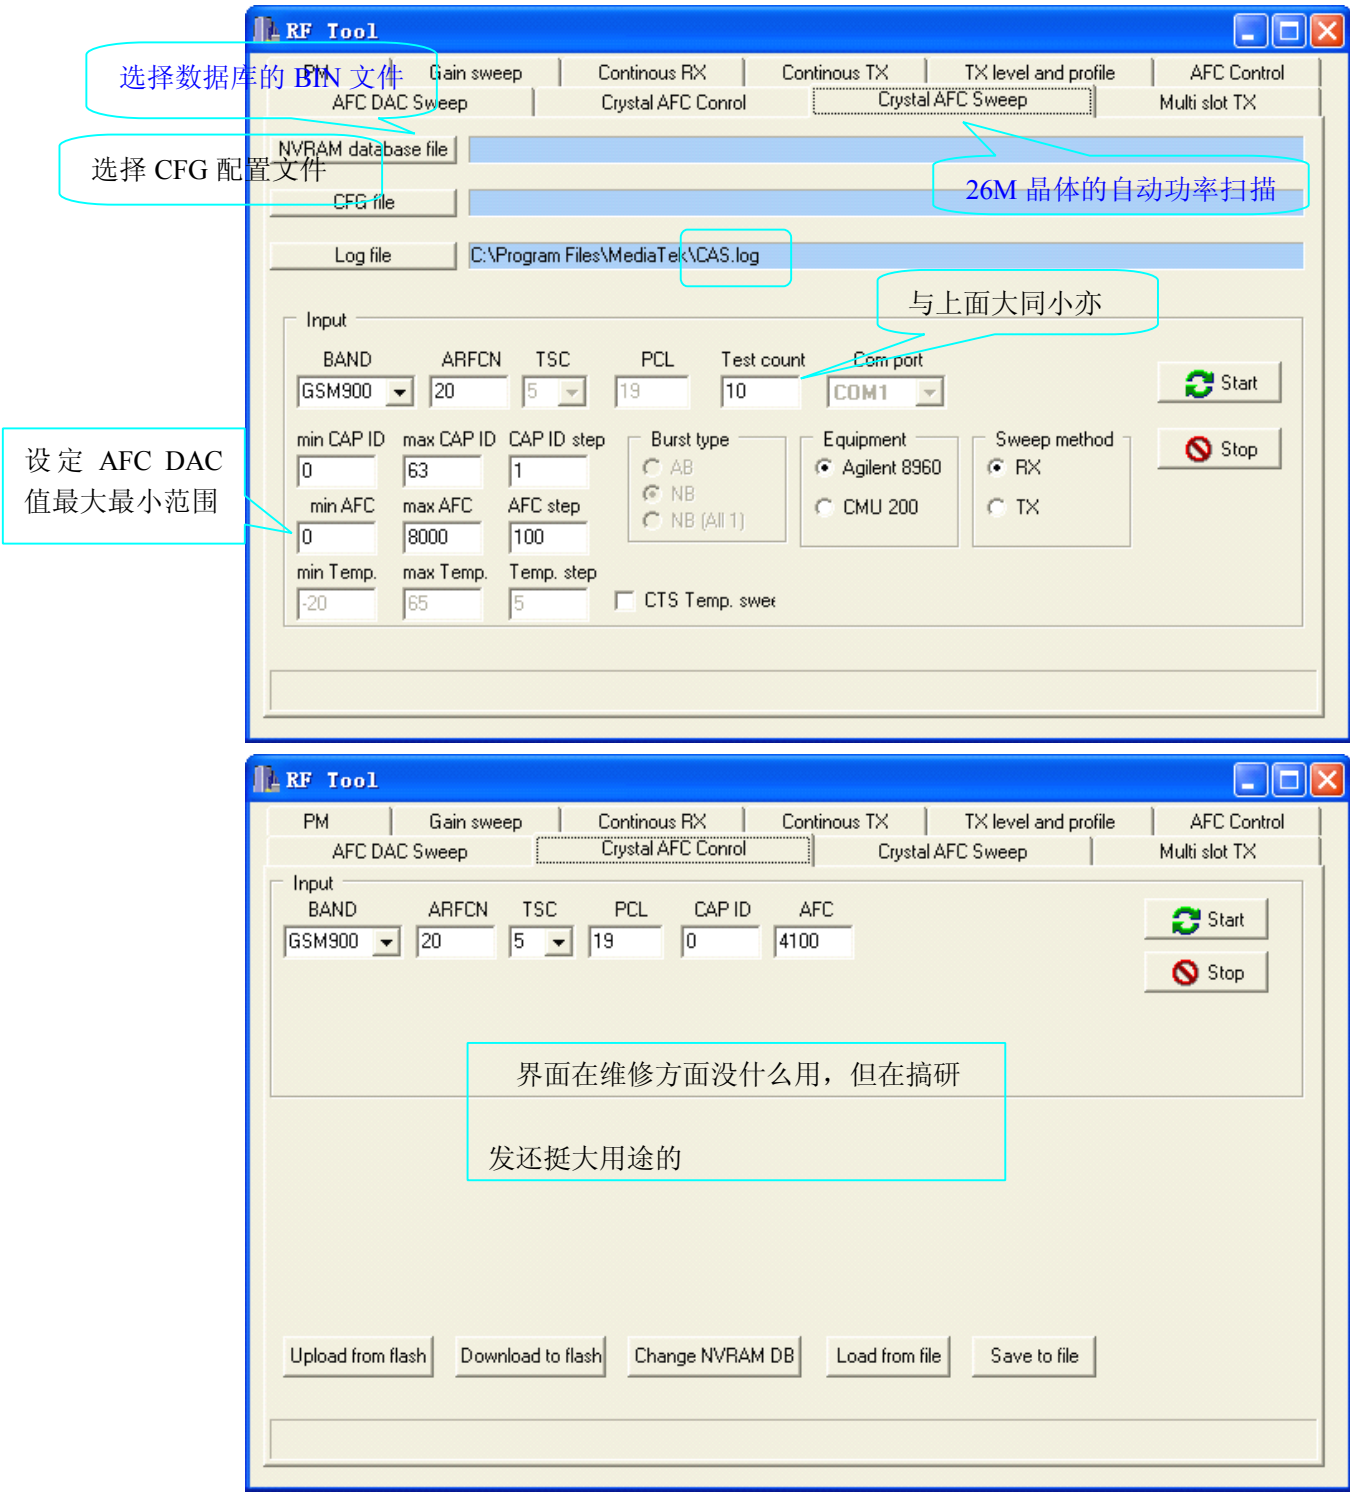 RF Tool
选择数据库的 BIN 文件
PM Gain sweep Continous RX Continous TX TX level and profile AFC Control
AFC DAC Sweep Crystal AFC Conrol Crystal AFC Sweep Multi slot TX
NVRAM database file
选择 CFG 配置文件
26M 晶体的自动功率扫描
CFG file
Log file C:\Program Files\MediaTek\CAS.log
与上面大同小亦
Input
BAND ARFCN TSC PCL Test count Com port
GSM900 20 5 19 10 COM1
Start
Stop
min CAP ID max CAP ID CAP ID step
0 63 1
设定 AFC DAC
值最大最小范围
min AFC max AFC AFC step
0 8000 100
min Temp. max Temp. Temp. step
-20 65 5
Burst type
AB
NB
NB (All 1)
Equipment
Agilent 8960
CMU 200
Sweep method
RX
TX
CTS Temp. swee
RF Tool
PM Gain sweep Continous RX Continous TX TX level and profile AFC Control
AFC DAC Sweep Crystal AFC Conrol Crystal AFC Sweep Multi slot TX
Input
BAND ARFCN TSC PCL CAP ID AFC
GSM900 20 5 19 0 4100
Start
Stop
界面在维修方面没什么用，但在搞研
发还挺大用途的
Upload from flash Download to flash Change NVRAM DB Load from file Save to file